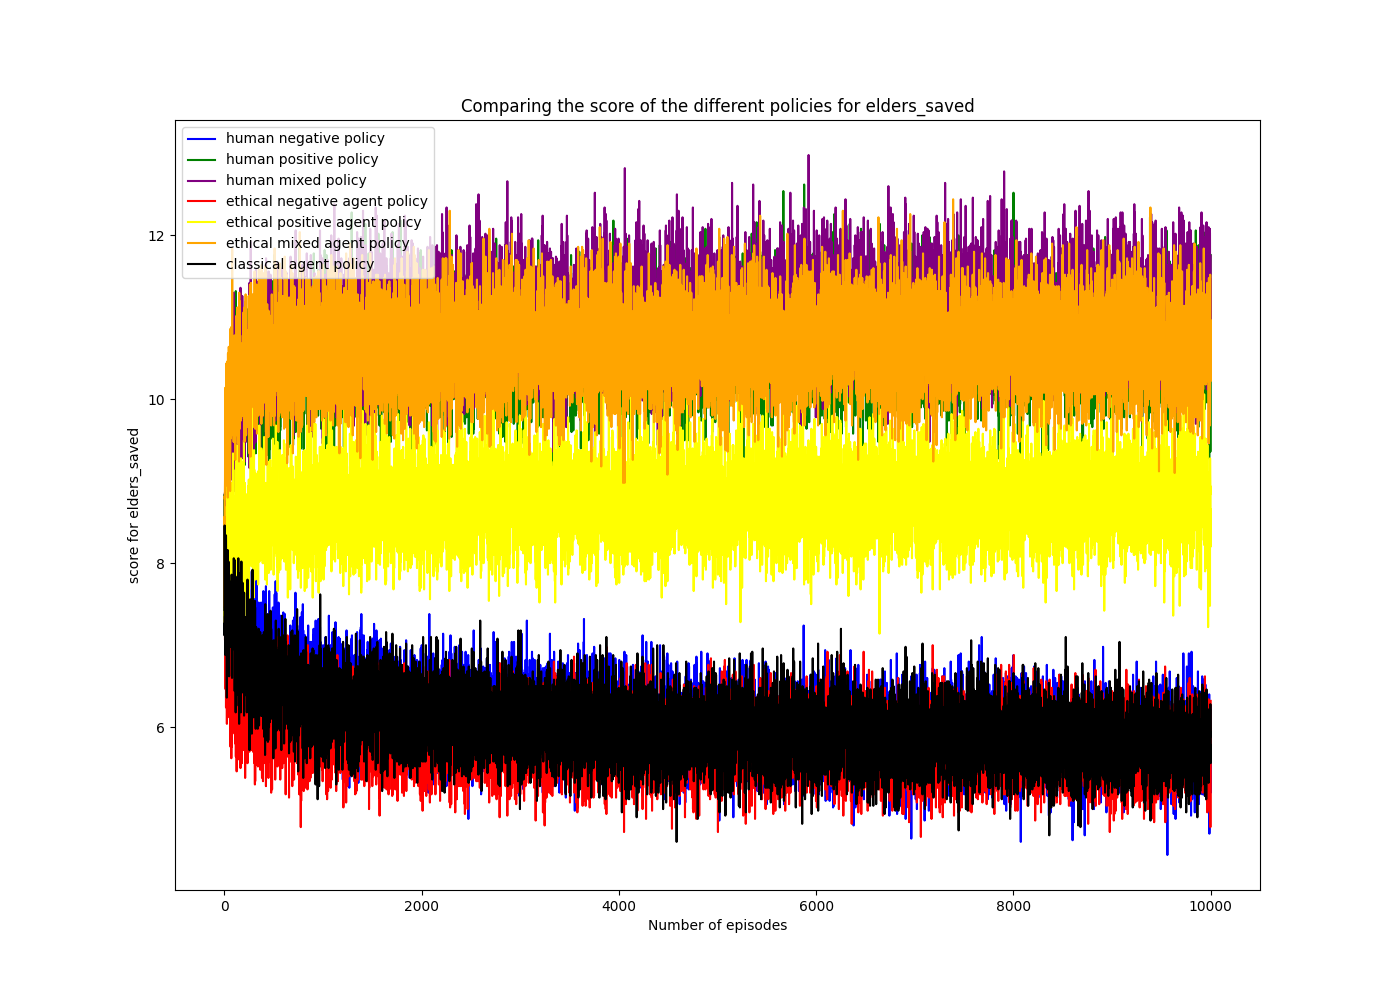 Comparing the score of the different policies for elders_saved
human negative policy
human positive policy
human mixed policy
ethical negative agent policy
ethical positive agent policy
ethical mixed agent policy
classical agent policy
12
10
8
6
score for elders_saved
0
2000
4000
6000
8000
10000
Number of episodes